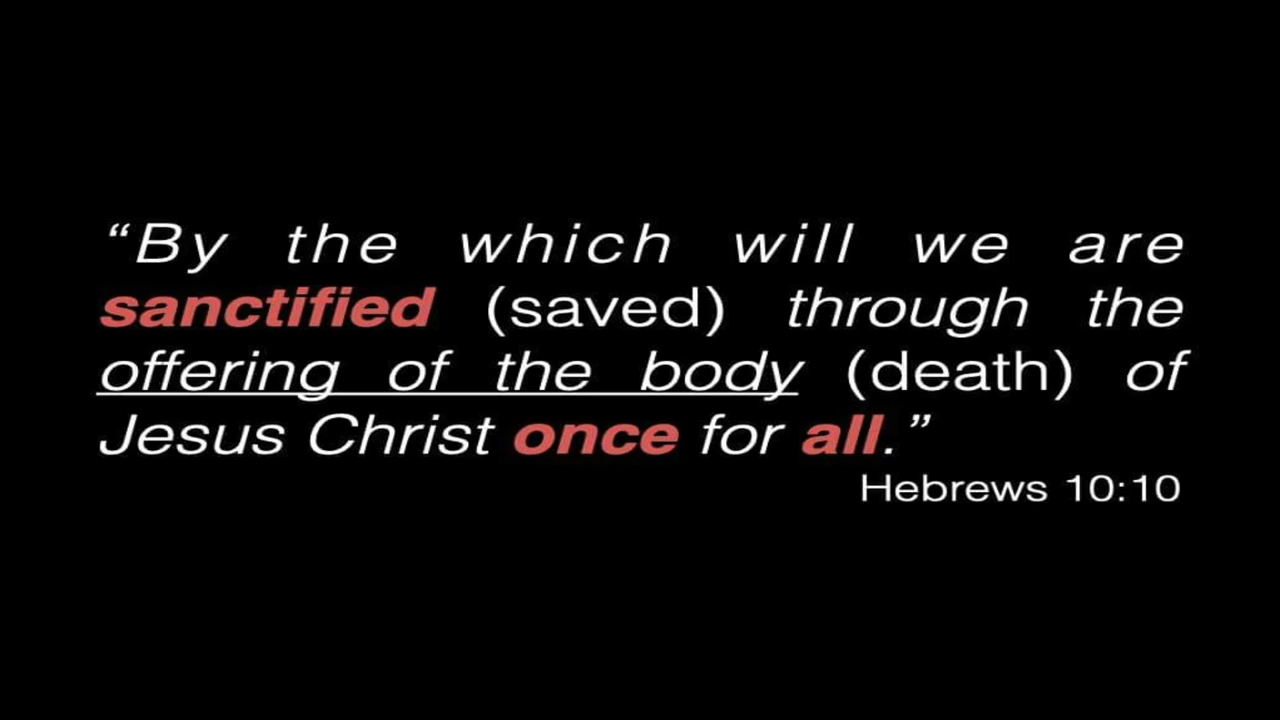 “By the which will we are
sanctified (saved) through the
offering of the body (death) of
Jesus Christ once for all.”
Hebrews 10:10